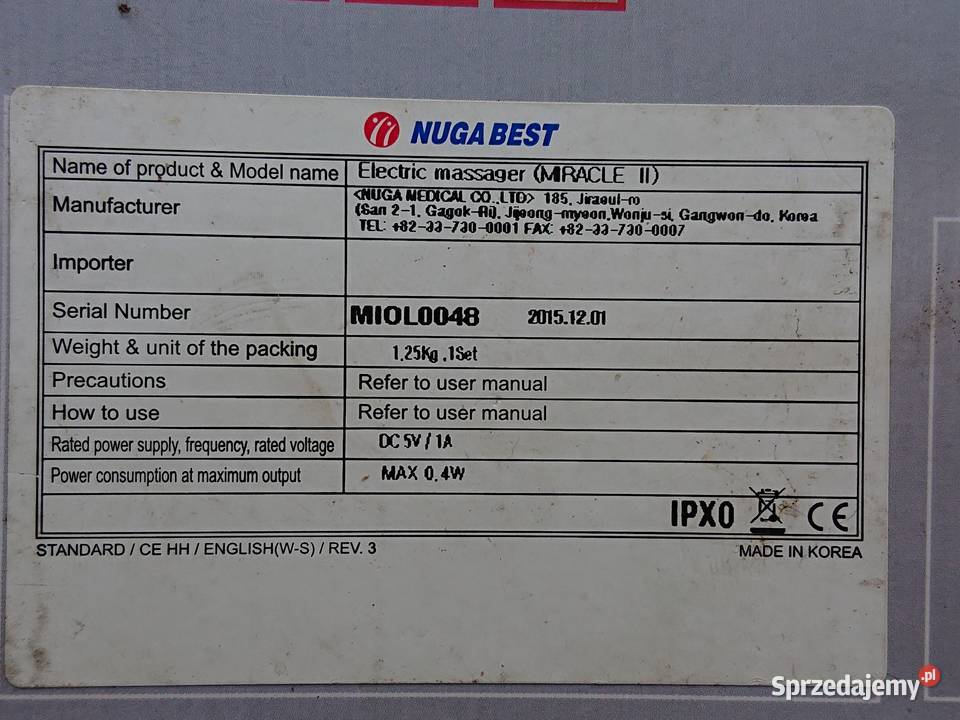 NUGA BEST
Name of product & Model name Electric massager (MIRACLE II)
Manufacturer <NUGA MEDICAL CO.,LTD> 185, Jiraeul-ro
(San 2-1, Gagok-Ri), Jijeong-myeon,Wonju-si, Gangwon-do, Korea
TEL: +82-33-730-0001 FAX: +82-33-730-0007
Importer
Serial Number MIOL0048 2015.12.01
Weight & unit of the packing 1.25Kg ,1Set
Precautions Refer to user manual
How to use Refer to user manual
Rated power supply, frequency, rated voltage DC 5V / 1A
Power consumption at maximum output MAX 0.4W
IPX0 CE
STANDARD / CE HH / ENGLISH(W-S) / REV. 3 MADE IN KOREA
Sprzedajemy.pl